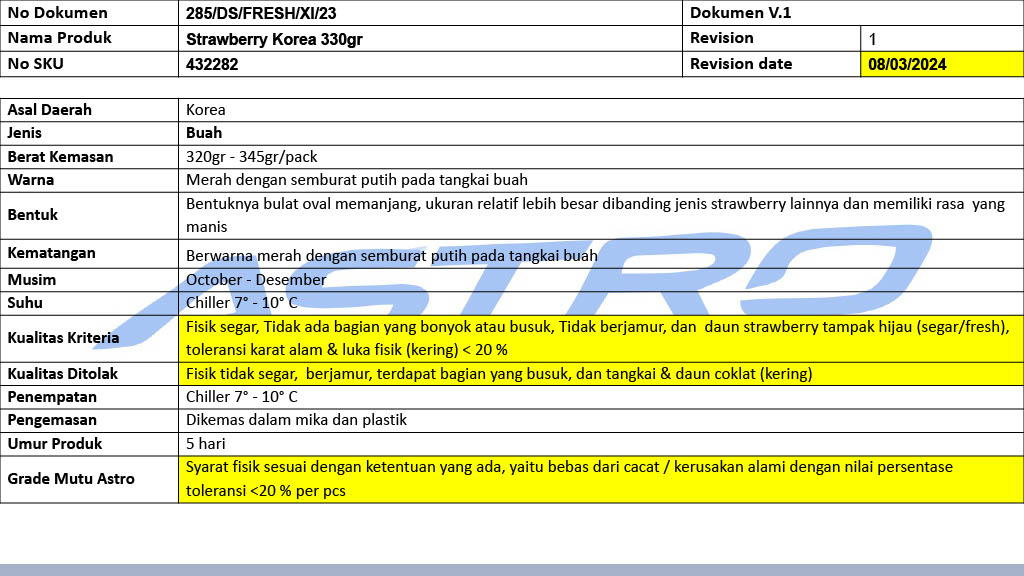 No Dokumen 285/DS/FRESH/XI/23 Dokumen V.1
Nama Produk Strawberry Korea 330gr Revision 1
No SKU 432282 Revision date 08/03/2024
Asal Daerah Korea
Jenis Buah
Berat Kemasan 320gr - 345gr/pack
Warna Merah dengan semburat putih pada tangkai buah
Bentuk Bentuknya bulat oval memanjang, ukuran relatif lebih besar dibanding jenis strawberry lainnya dan memiliki rasa yang
manis
Kematangan Berwarna merah dengan semburat putih pada tangkai buah
Musim October - Desember
Suhu Chiller 7° - 10° C
Kualitas Kriteria Fisik segar, Tidak ada bagian yang bonyok atau busuk, Tidak berjamur, dan daun strawberry tampak hijau (segar/fresh),
toleransi karat alam & luka fisik (kering) < 20 %
Kualitas Ditolak Fisik tidak segar, berjamur, terdapat bagian yang busuk, dan tangkai & daun coklat (kering)
Penempatan Chiller 7° - 10° C
Pengemasan Dikemas dalam mika dan plastik
Umur Produk 5 hari
Grade Mutu Astro Syarat fisik sesuai dengan ketentuan yang ada, yaitu bebas dari cacat / kerusakan alami dengan nilai persentase
toleransi <20 % per pcs
ASTRO